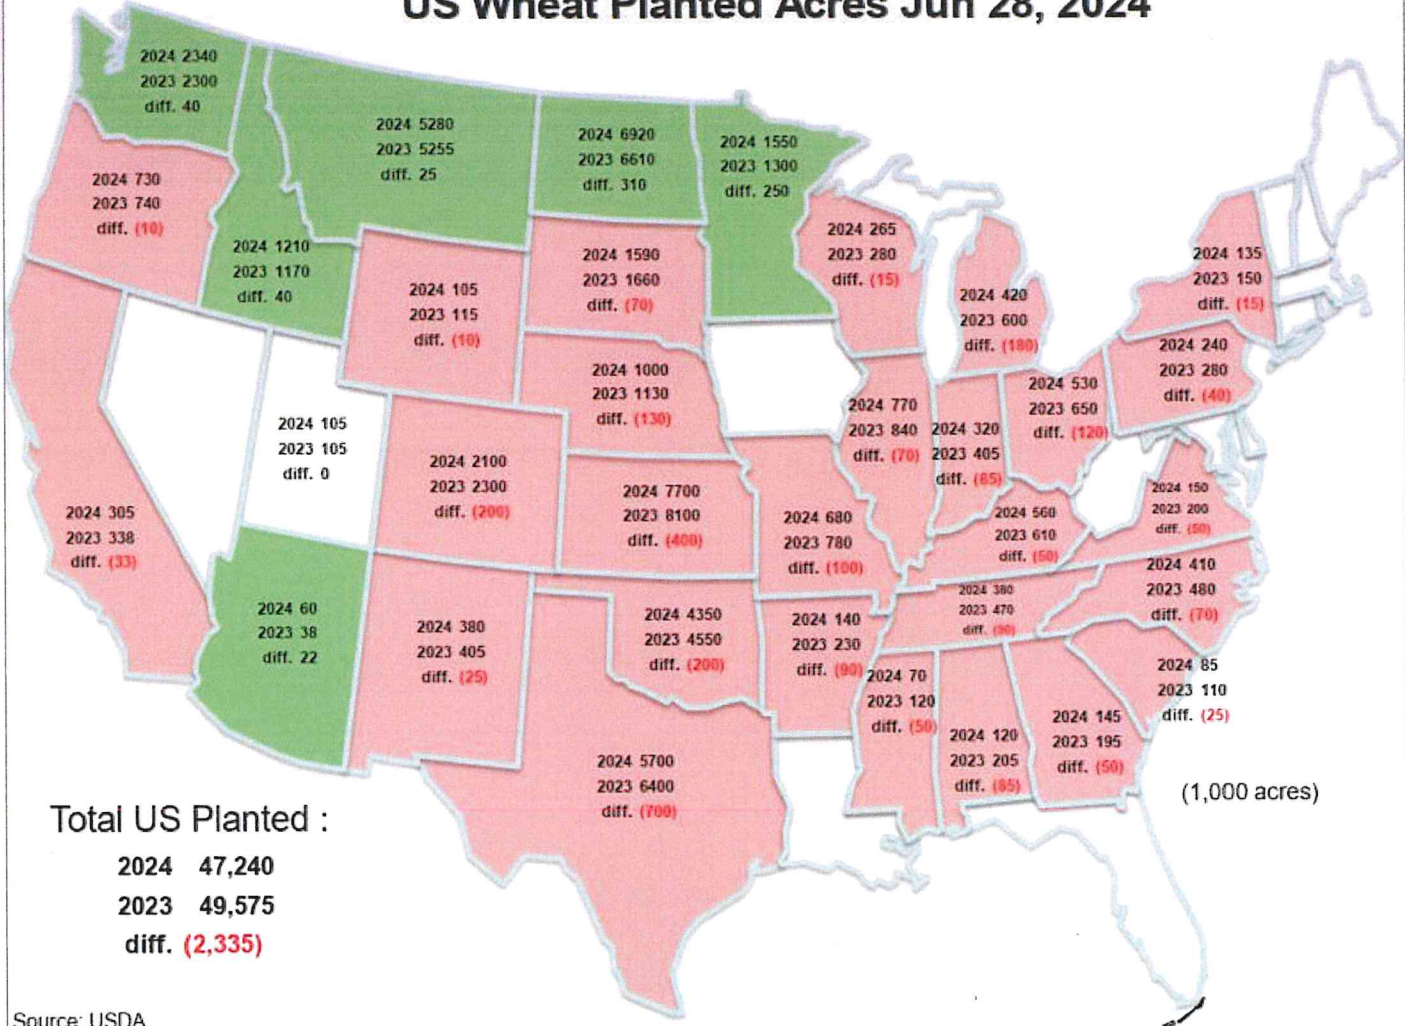 US Wheat Planted Acres Jun 28, 2024
2024 2340
2023 2300
diff. 40
2024 5280
2023 5255
diff. 25
2024 6920
2023 6610
diff. 310
2024 1550
2023 1300
diff. 250
2024 730
2023 740
diff. (10)
2024 1210
2023 1170
diff. 40
2024 105
2023 115
diff. (10)
2024 1590
2023 1660
diff. (70)
2024 265
2023 280
diff. (15)
2024 420
2023 600
diff. (180)
2024 135
2023 150
diff. (15)
2024 240
2023 280
diff. (40)
2024 1000
2023 1130
diff. (130)
2024 770
2023 840
diff. (70)
2024 320
2023 405
diff. (85)
2024 530
2023 650
diff. (120)
2024 105
2023 105
diff. 0
2024 2100
2023 2300
diff. (200)
2024 7700
2023 8100
diff. (400)
2024 680
2023 780
diff. (100)
2024 560
2023 610
diff. (50)
2024 150
2023 200
diff. (50)
2024 305
2023 338
diff. (33)
2024 60
2023 38
diff. 22
2024 380
2023 405
diff. (25)
2024 4350
2023 4550
diff. (200)
2024 140
2023 230
diff. (90)
2024 380
2023 470
diff. (90)
2024 410
2023 480
diff. (70)
2024 70
2023 120
diff. (50)
2024 120
2023 205
diff. (85)
2024 145
2023 195
diff. (50)
2024 85
2023 110
diff. (25)
2024 5700
2023 6400
diff. (700)
(1,000 acres)
Total US Planted :
2024 47,240
2023 49,575
diff. (2,335)
Source: USDA